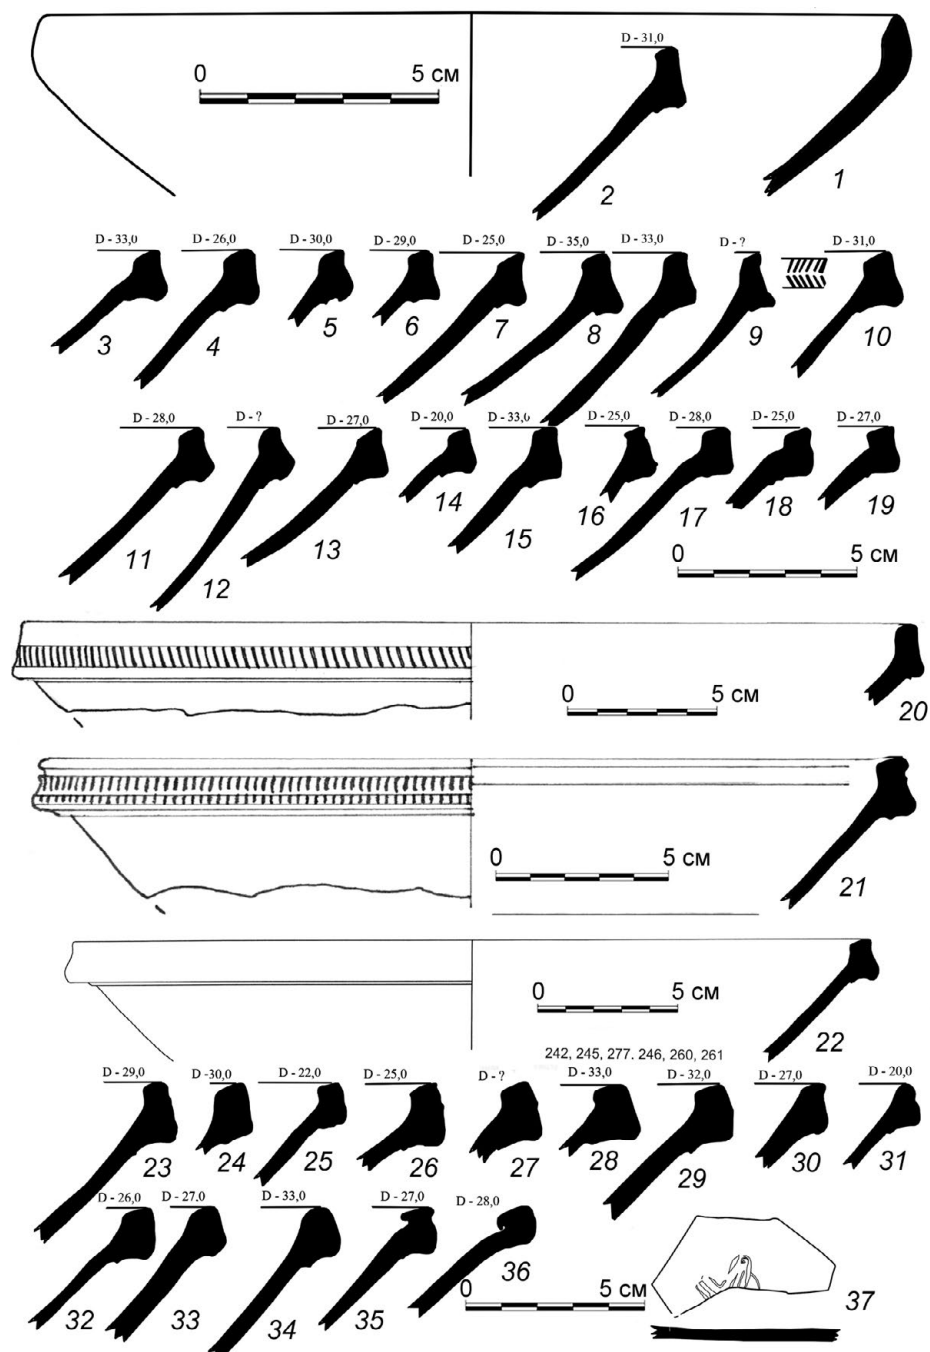 D - 31,0
0 5 см
2 1
D - 33,0 D - 26,0 D - 30,0 D - 29,0 D - 25,0 D - 35,0 D - 33,0 D - ? D - 31,0
3 4 5 6 7 8 9 10
D - 28,0 D - ? D - 27,0 D - 20,0 D - 33,0 D - 25,0 D - 28,0 D - 25,0 D - 27,0
11 12 13 14 15 16 17 18 19
0 5 см
0 5 см
20
0 5 см
21
0 5 см
22
242, 245, 277. 246, 260, 261
D - 29,0 D - 30,0 D - 22,0 D - 25,0 D - ? D - 33,0 D - 32,0 D - 27,0 D - 20,0
23 24 25 26 27 28 29 30 31
D - 26,0 D - 27,0 D - 33,0 D - 27,0 D - 28,0
32 33 34 35 36 37
0 5 см